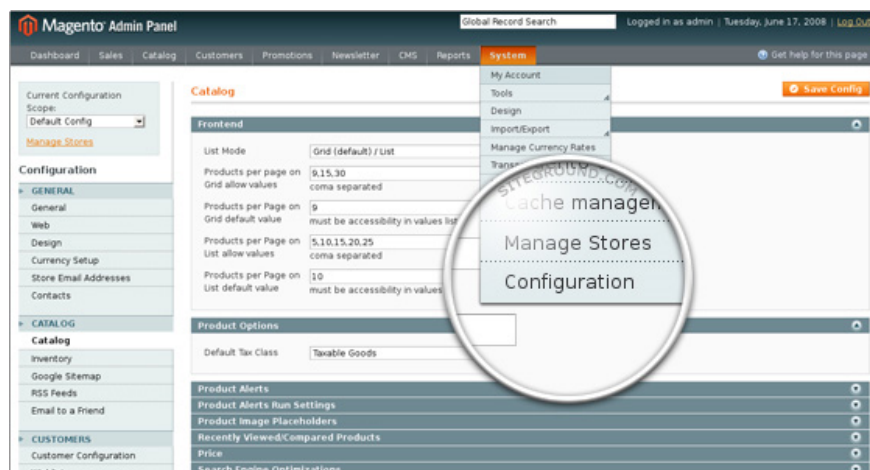 Magento Admin Panel
Global Record Search
Logged in as admin | Tuesday, June 17, 2008 | Log Out
Dashboard Sales Catalog Customers Promotions Newsletter CMS Reports System
Get help for this page
My Account
Tools
Design
Import/Export
Manage Currency Rates
SITEGROUND.COM
Manage Stores
Configuration
Current Configuration
Scope:
Default Config
Manage Stores
Configuration
GENERAL
General
Web
Design
Currency Setup
Store Email Addresses
Contacts
CATALOG
Catalog
Inventory
Google Sitemap
RSS Feeds
Email to a Friend
CUSTOMERS
Customer Configuration
Catalog
Save Config
Frontend
List Mode
Grid (default) / List
Products per page on
Grid allow values
9,15,30
coma separated
Products per Page on
Grid default value
9
must be accessibility in values list
Products per Page on
List allow values
5,10,15,20,25
coma separated
Products per Page on
List default value
10
must be accessibility in values
Product Options
Default Tax Class
Taxable Goods
Product Alerts
Product Alerts Run Settings
Product Image Placeholders
Recently Viewed/Compared Products
Price
Search Engine Optimizations